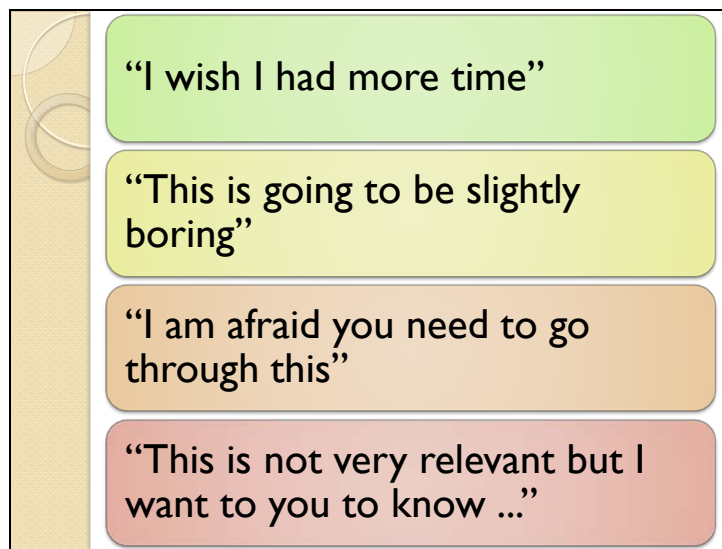 “I wish I had more time”
“This is going to be slightly
boring”
“I am afraid you need to go
through this”
“This is not very relevant but I
want to you to know ...”